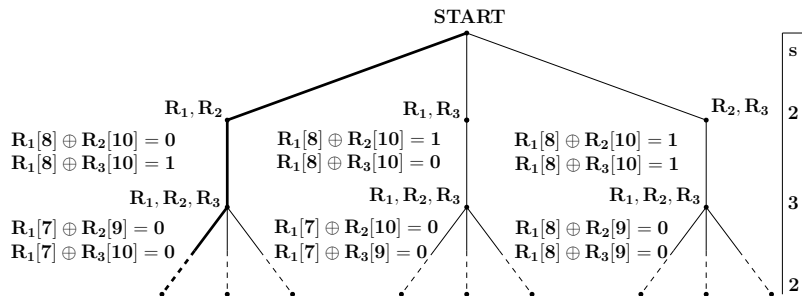 START
s
R₁, R₂
R₁, R₃
R₂, R₃
2
R₁[8] ⊕ R₂[10] = 0
R₁[8] ⊕ R₃[10] = 1
R₁[8] ⊕ R₂[10] = 1
R₁[8] ⊕ R₃[10] = 0
R₁[8] ⊕ R₂[10] = 1
R₁[8] ⊕ R₃[10] = 1
R₁, R₂, R₃
R₁, R₂, R₃
R₁, R₂, R₃
3
R₁[7] ⊕ R₂[9] = 0
R₁[7] ⊕ R₃[10] = 0
R₁[7] ⊕ R₂[10] = 0
R₁[7] ⊕ R₃[9] = 0
R₁[8] ⊕ R₂[9] = 0
R₁[8] ⊕ R₃[9] = 0
2